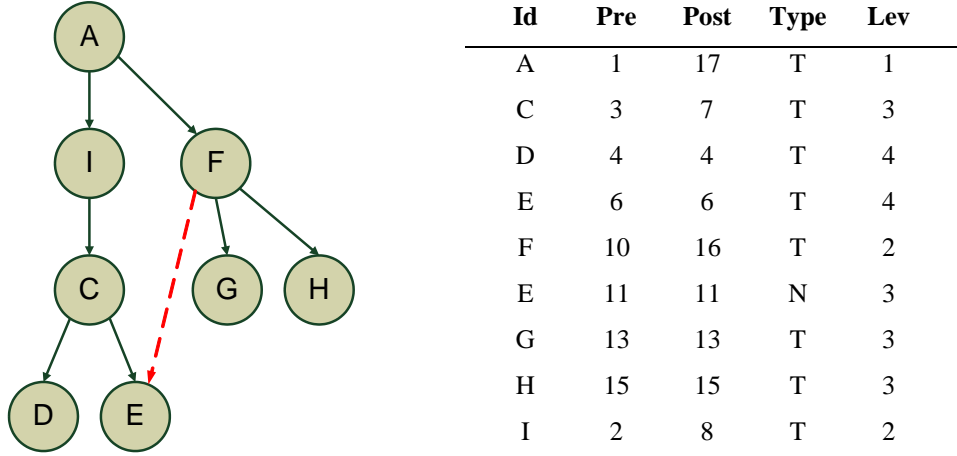 A
I
F
C
G
H
D
E
Id Pre Post Type Lev
A 1 17 T 1
C 3 7 T 3
D 4 4 T 4
E 6 6 T 4
F 10 16 T 2
E 11 11 N 3
G 13 13 T 3
H 15 15 T 3
I 2 8 T 2